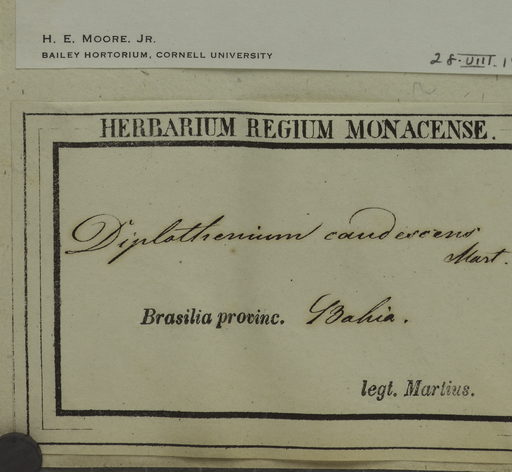 H. E. MOORE, JR.
BAILEY HORTORIUM, CORNELL UNIVERSITY
28.VIII.1
HERBARIUM REGIUM MONACENSE.
Diplothenium caudescens
Mart.
Brasilia provinc. Bahia.
legt. Martius.